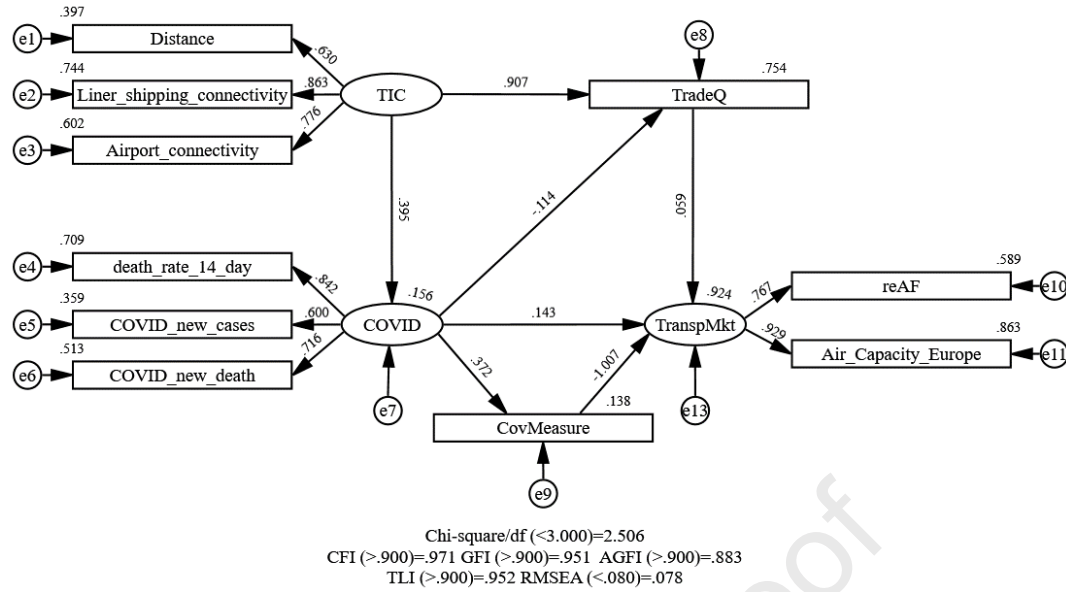 .397
e1 Distance
.630
e8
.754
.744
e2 Liner_shipping_connectivity
.863
TIC
.907
TradeQ
.602
e3 Airport_connectivity
.776
.395
-.114
.059
.709
e4 death_rate_14_day
.842
.359
e5 COVID_new_cases
.600
.156
COVID
.143
.924
TranspMkt
.767
.589
reAF
e10
.513
e6 COVID_new_death
.716
.929
.863
Air_Capacity_Europe
e11
e7
.372
-1.007
.138
e13
CovMeasure
e9
Chi-square/df (<3.000)=2.506
CFI (>.900)=.971 GFI (>.900)=.951 AGFI (>.900)=.883
TLI (>.900)=.952 RMSEA (<.080)=.078